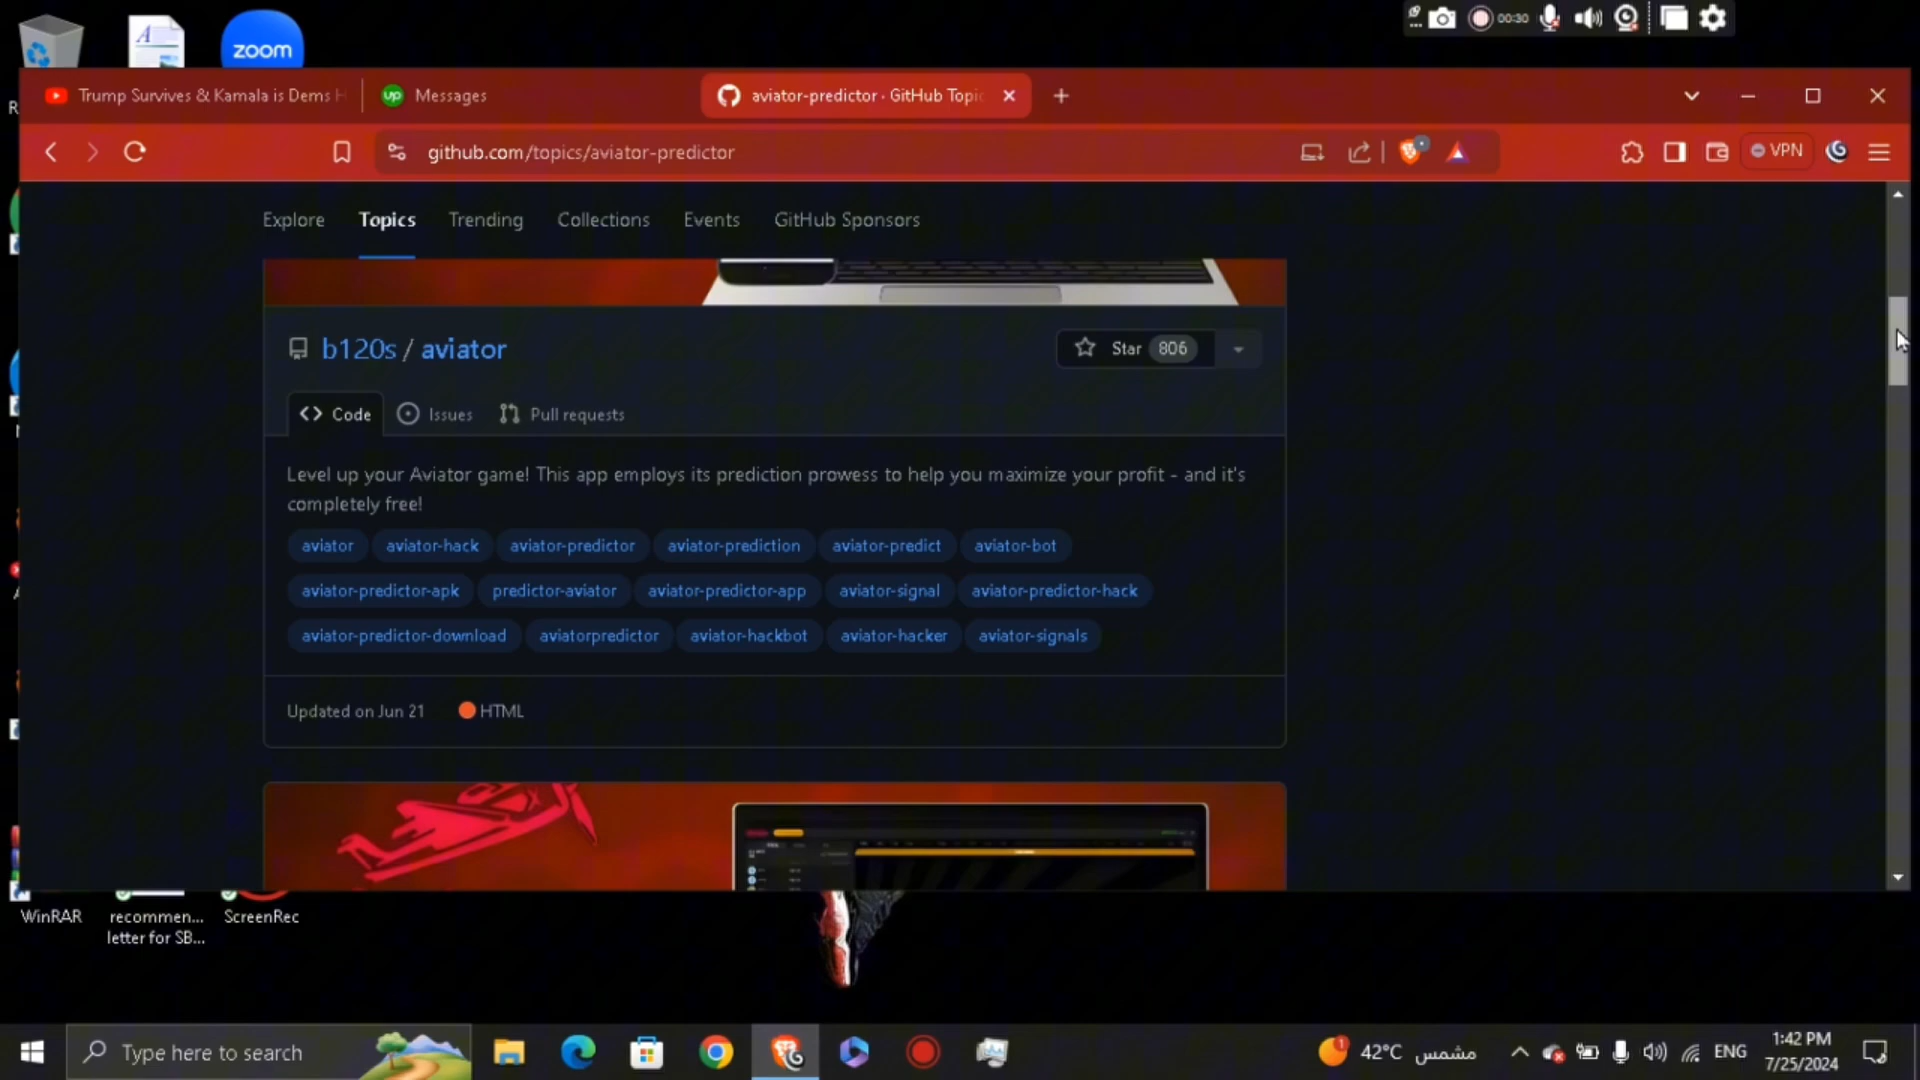 00:30
zoom
Trump Survives & Kamala is Dems H
up Messages
aviator-predictor · GitHub Topic
github.com/topics/aviator-predictor
VPN
Explore Topics Trending Collections Events GitHub Sponsors
b120s / aviator
Star 806
Code Issues Pull requests
Level up your Aviator game! This app employs its prediction prowess to help you maximize your profit - and it's
completely free!
aviator aviator-hack aviator-predictor aviator-prediction aviator-predict aviator-bot
aviator-predictor-apk predictor-aviator aviator-predictor-app aviator-signal aviator-predictor-hack
aviator-predictor-download aviatorpredictor aviator-hackbot aviator-hacker aviator-signals
Updated on Jun 21 HTML
WinRAR recommen... ScreenRec
letter for SB...
Type here to search
1
42°C مشمس
ENG
1:42 PM
7/25/2024